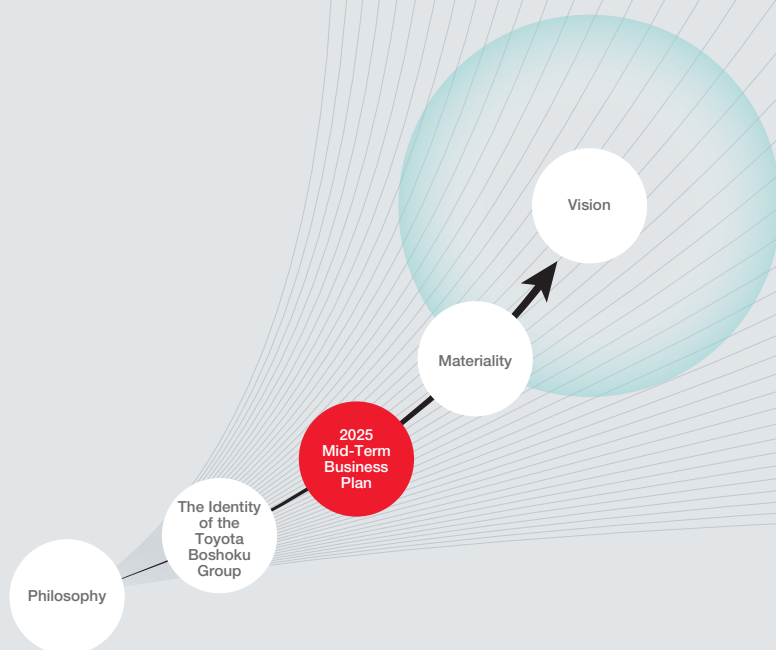 Vision
Materiality
2025
Mid-Term
Business
Plan
The Identity
of the
Toyota
Boshoku
Group
Philosophy